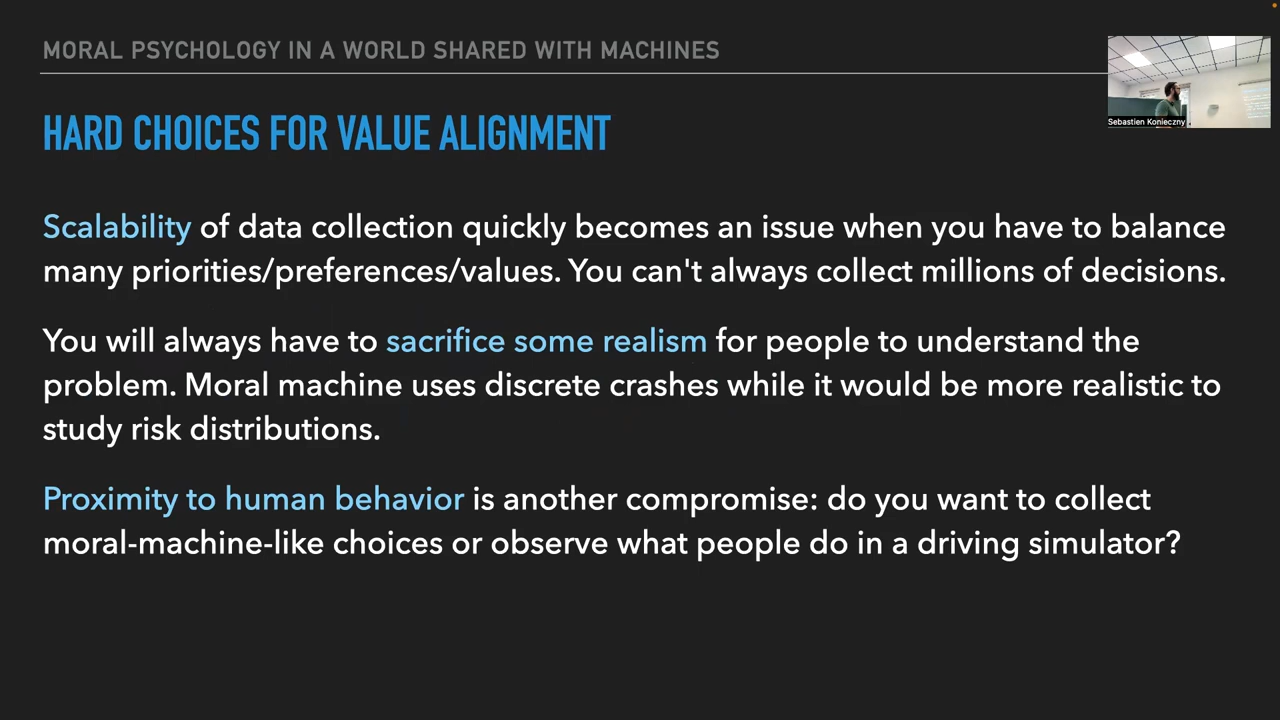 MORAL PSYCHOLOGY IN A WORLD SHARED WITH MACHINES
HARD CHOICES FOR VALUE ALIGNMENT
Sebastien Konieczny
Scalability of data collection quickly becomes an issue when you have to balance
many priorities/preferences/values. You can't always collect millions of decisions.
You will always have to sacrifice some realism for people to understand the
problem. Moral machine uses discrete crashes while it would be more realistic to
study risk distributions.
Proximity to human behavior is another compromise: do you want to collect
moral-machine-like choices or observe what people do in a driving simulator?